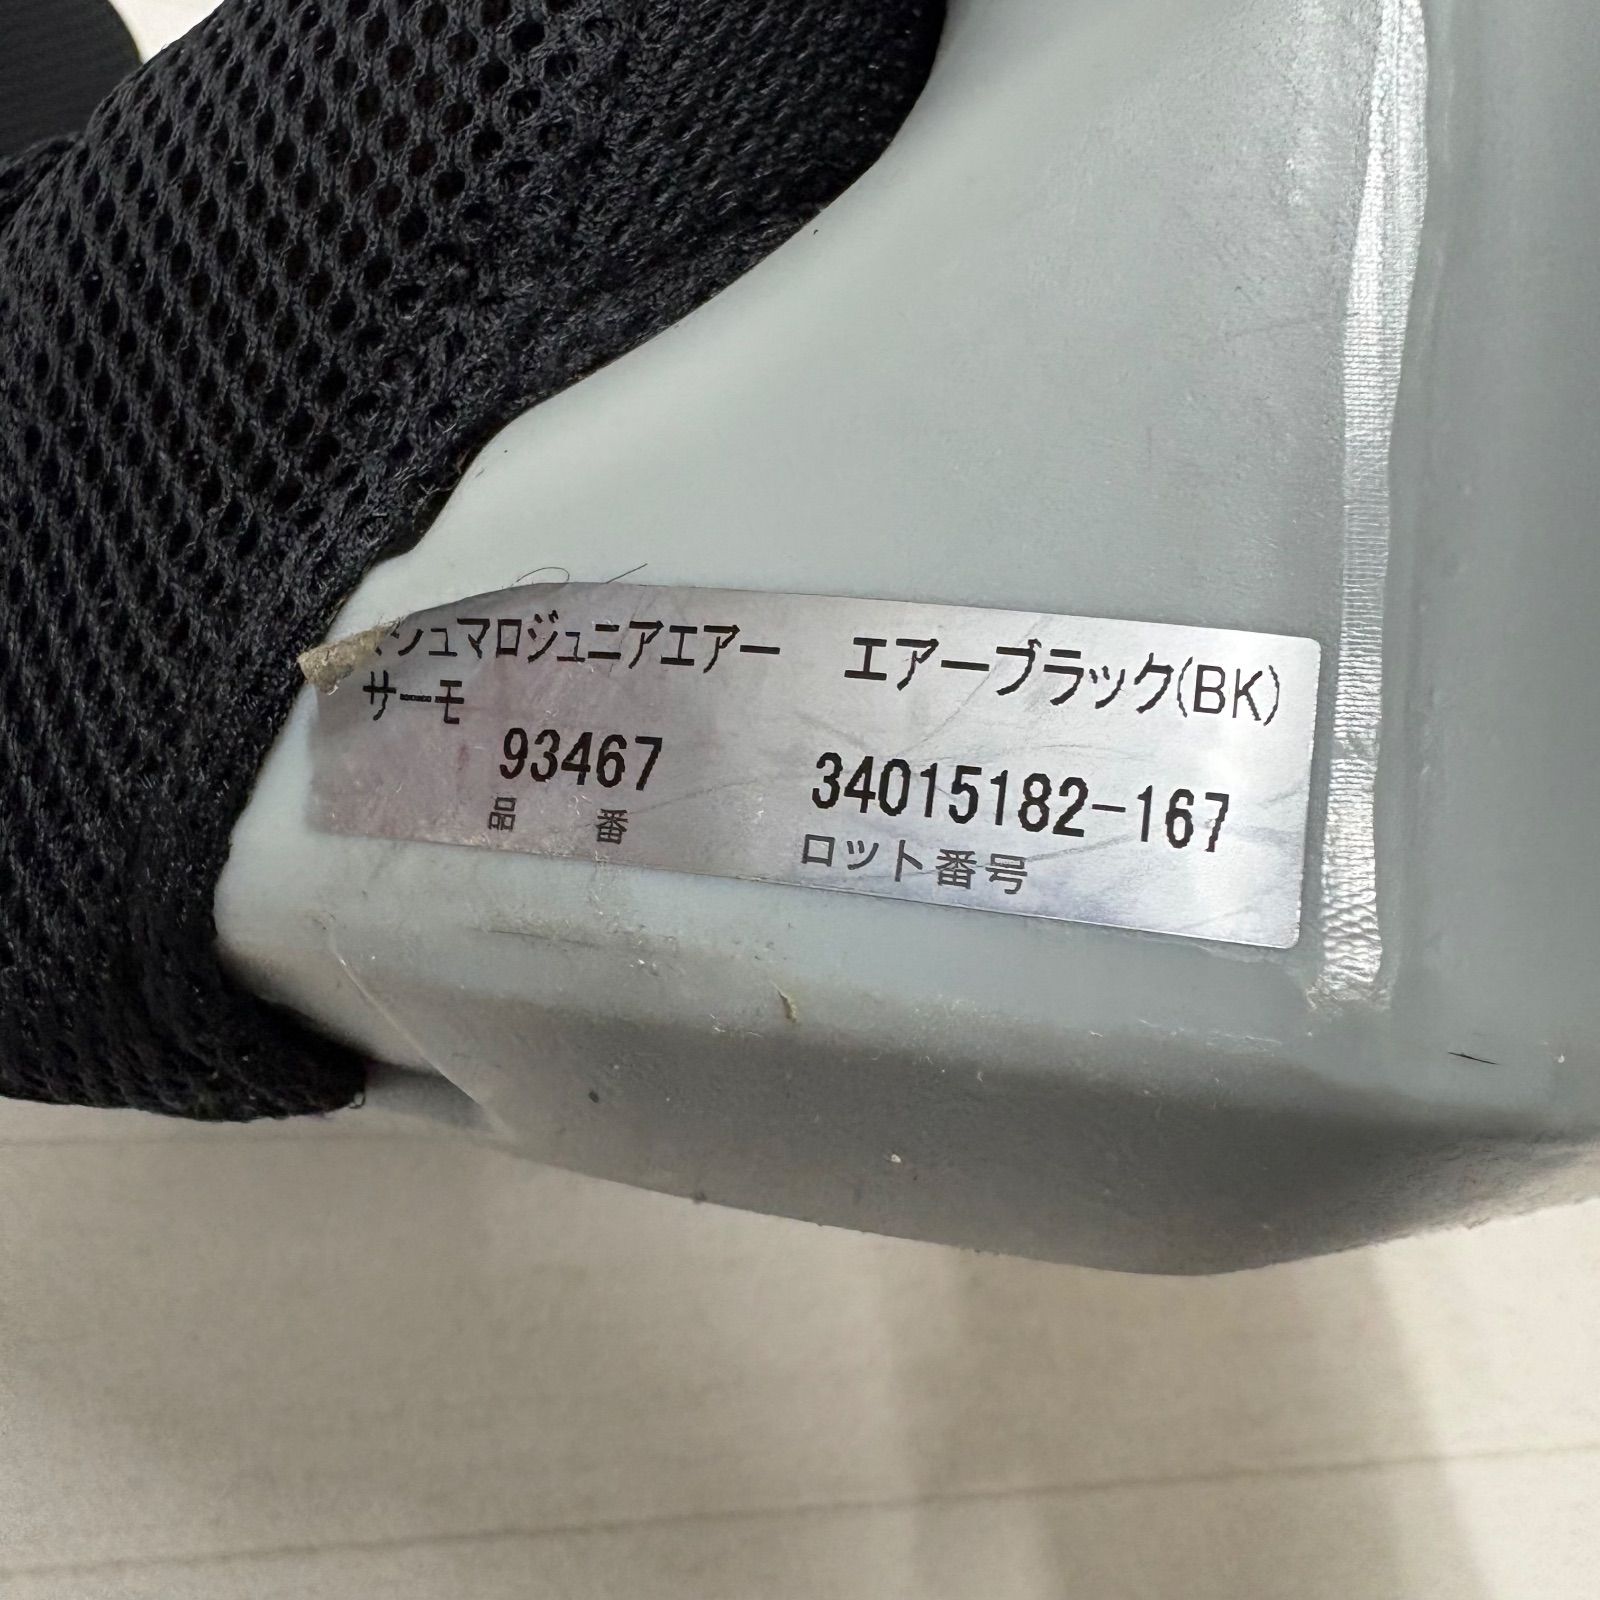 マシュマロジュニアエアー　エアーブラック(BK)
サーモ
93467　34015182-167
品　番　ロット番号